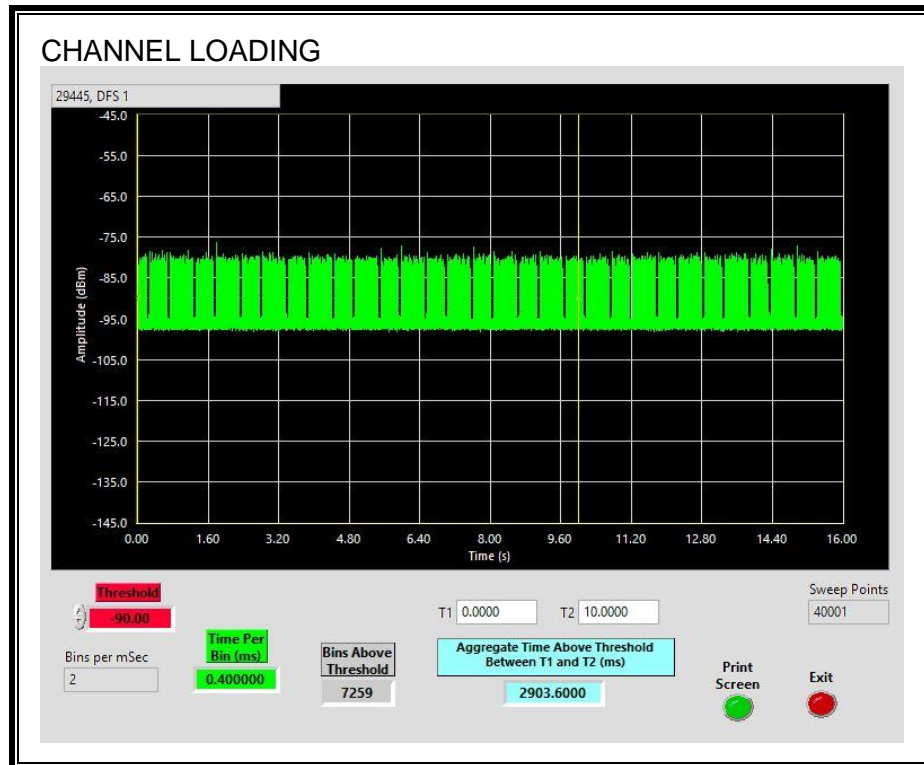 CHANNEL LOADING
29445, DFS 1
Amplitude (dBm)
-45.0
-55.0
-65.0
-75.0
-85.0
-95.0
-105.0
-115.0
-125.0
-135.0
-145.0
0.00 1.60 3.20 4.80 6.40 8.00 9.60 11.20 12.80 14.40 16.00
Time (s)
Threshold
-90.00
Bins per mSec
2
Time Per
Bin (ms)
0.400000
Bins Above
Threshold
7259
T1 0.0000 T2 10.0000
Aggregate Time Above Threshold
Between T1 and T2 (ms)
2903.6000
Sweep Points
40001
Print
Screen
Exit